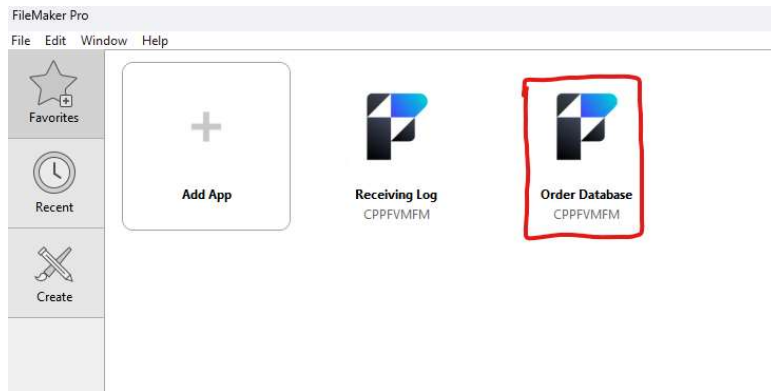 FileMaker Pro
File Edit Window Help
Favorites
Add App
Receiving Log
CPPFVMFM
Order Database
CPPFVMFM
Recent
Create